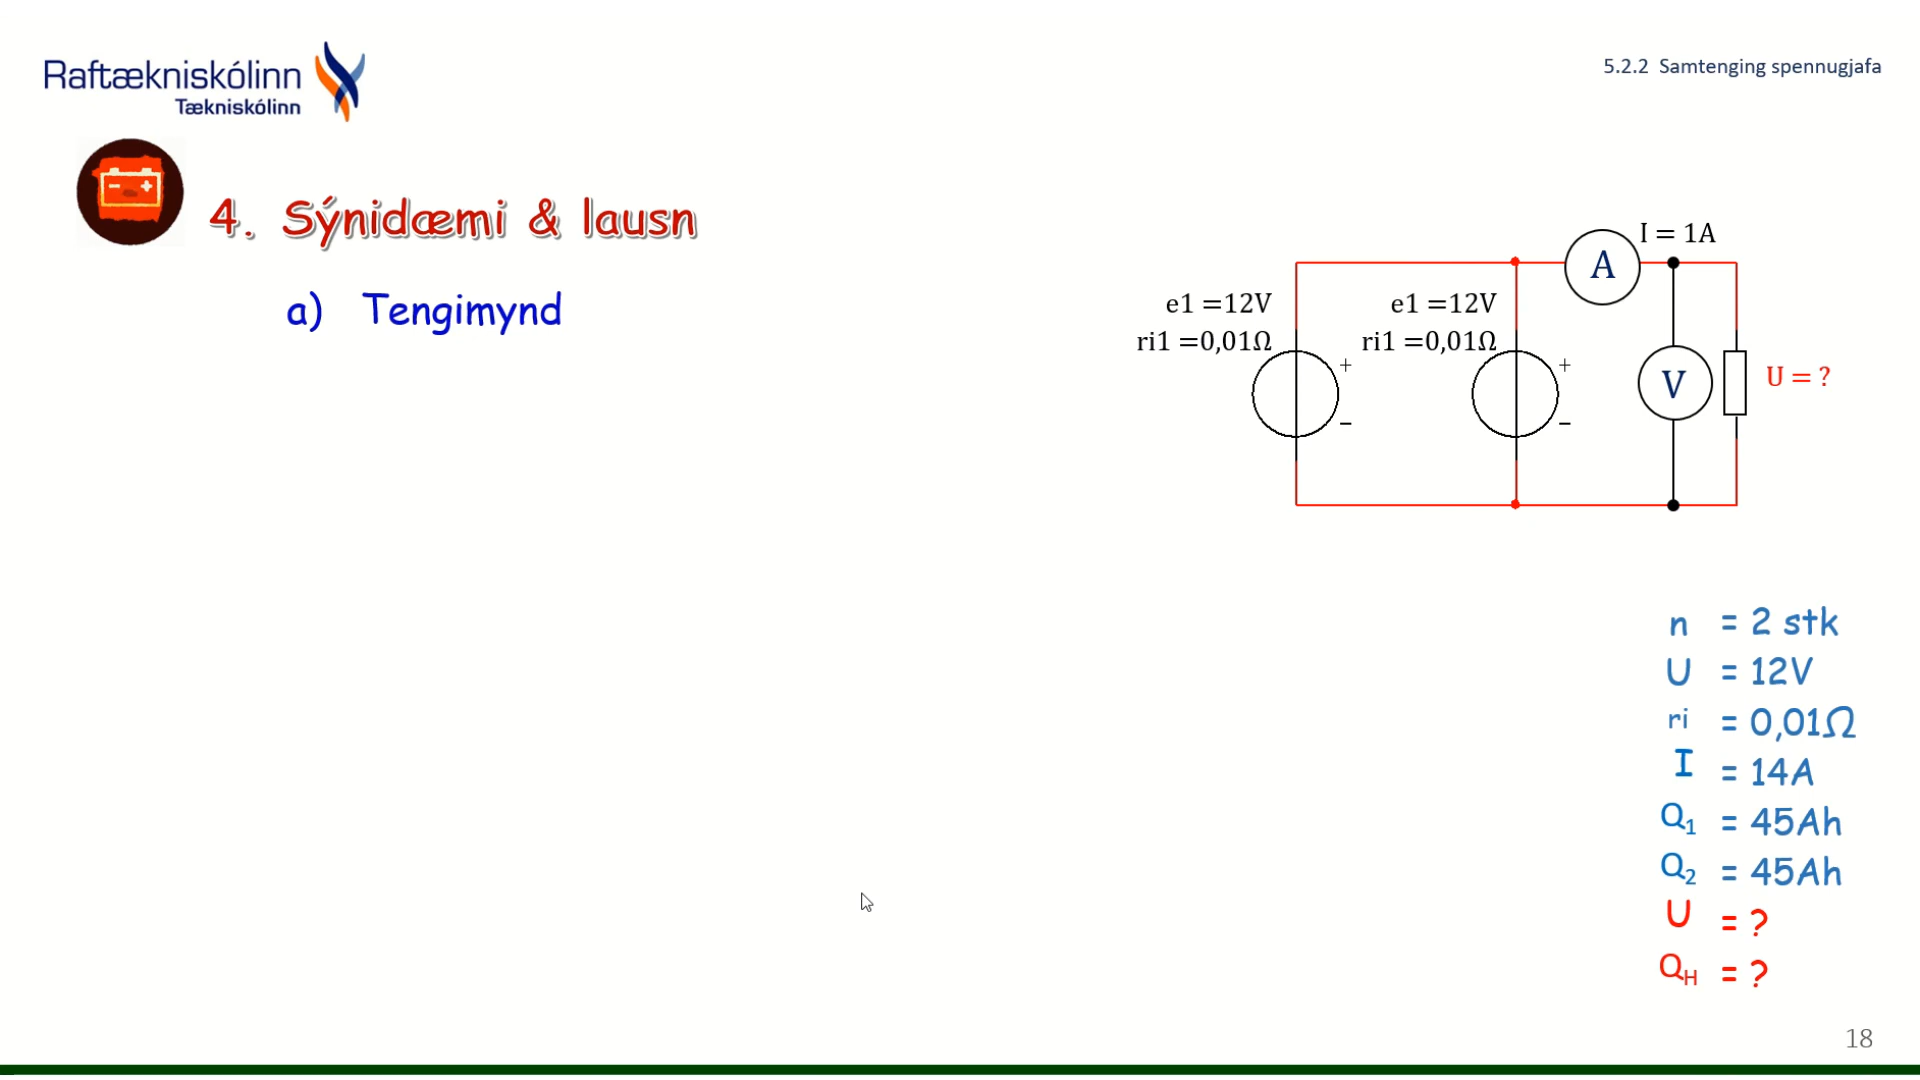 Raftækniskólinn
Tækniskólinn
5.2.2 Samtenging spennugjafa
4. Sýnidæmi & lausn
a) Tengimynd
I = 1A
A
e1 =12V
ri1 =0,01Ω
+
−
e1 =12V
ri1 =0,01Ω
+
−
V
U = ?
n = 2 stk
U = 12V
ri = 0,01Ω
I = 14A
Q₁ = 45Ah
Q₂ = 45Ah
U = ?
Q_H = ?
18